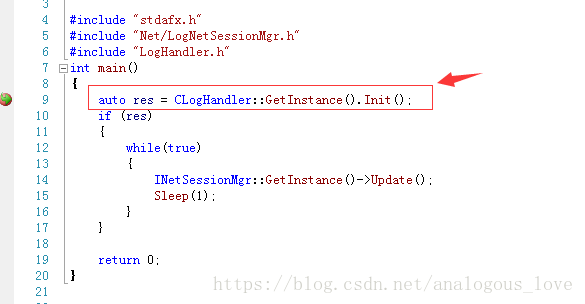 3
4 #include "stdafx.h"
5 #include "Net/LogNetSessionMgr.h"
6 #include "LogHandler.h"
7 int main()
8 {
9 auto res = CLogHandler::GetInstance().Init();
10 if (res)
11 {
12 while(true)
13 {
14 INetSessionMgr::GetInstance()->Update();
15 Sleep(1);
16 }
17 }
18
19 return 0;
20 }
21
https://blog.csdn.net/analogous_love